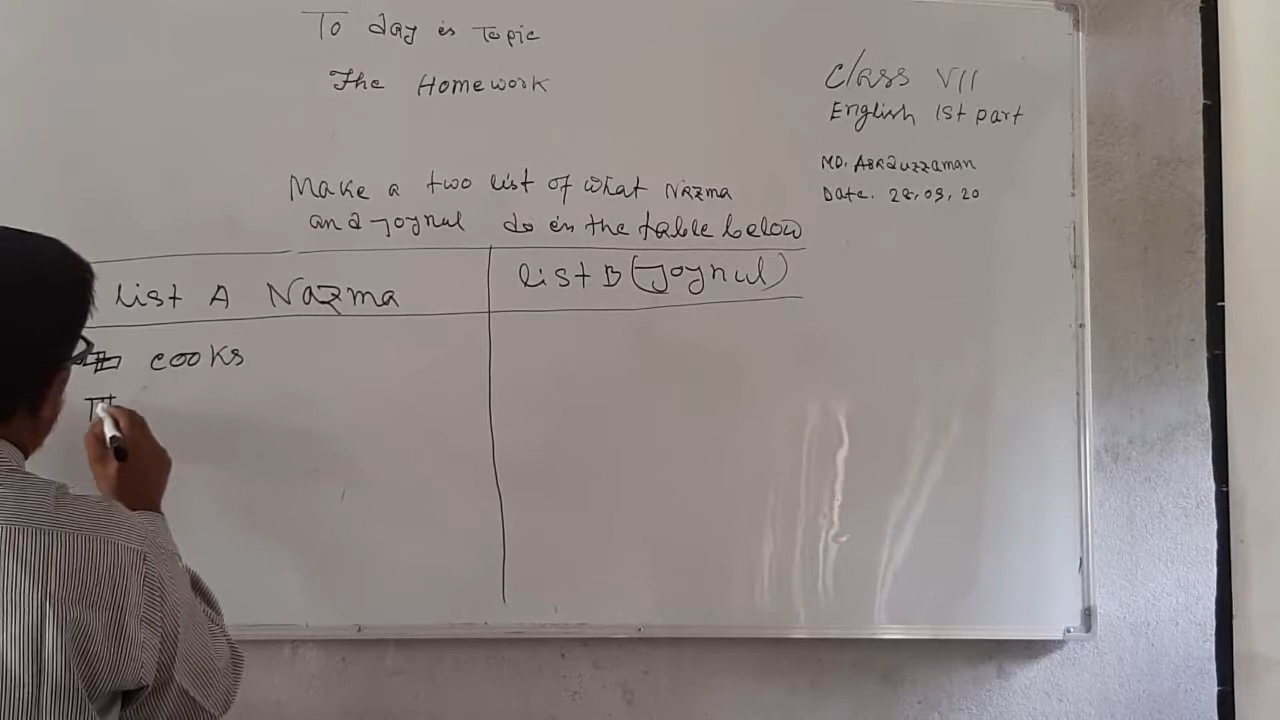 To day is Topic
The Homework
Class VII
English 1st part
MD. ASADUZZAMAN
Date. 28.09.20
Make a two list of what Nazma
and Joynul do in the table below
list A Nazma
list B (Joynul)
cooks